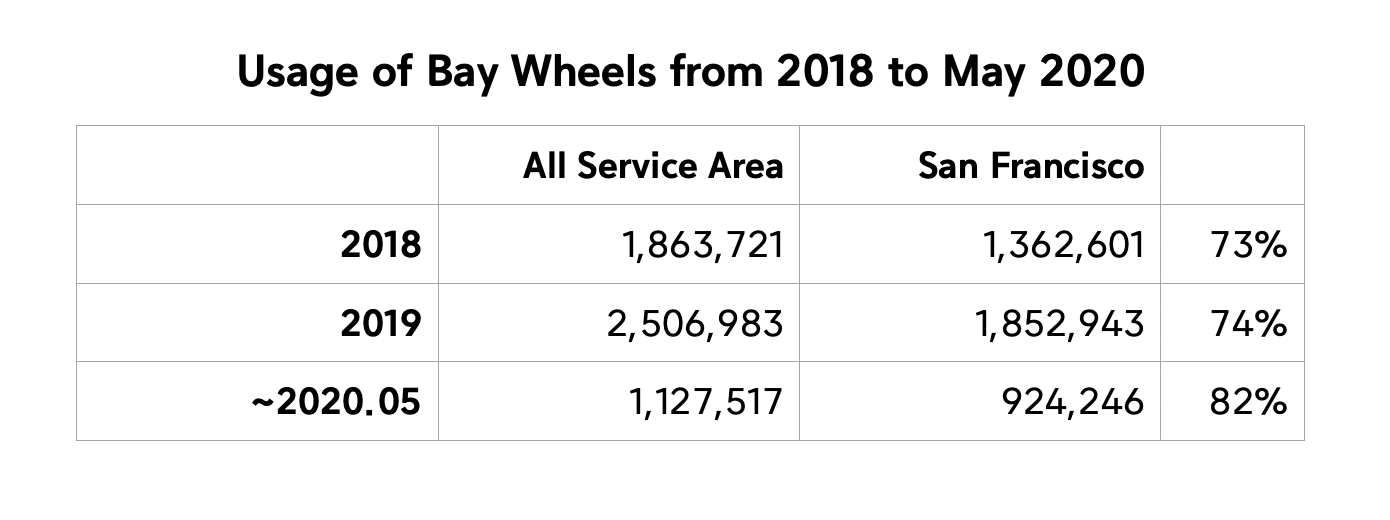 Usage of Bay Wheels from 2018 to May 2020
All Service Area San Francisco
2018 1,863,721 1,362,601 73%
2019 2,506,983 1,852,943 74%
~2020.05 1,127,517 924,246 82%